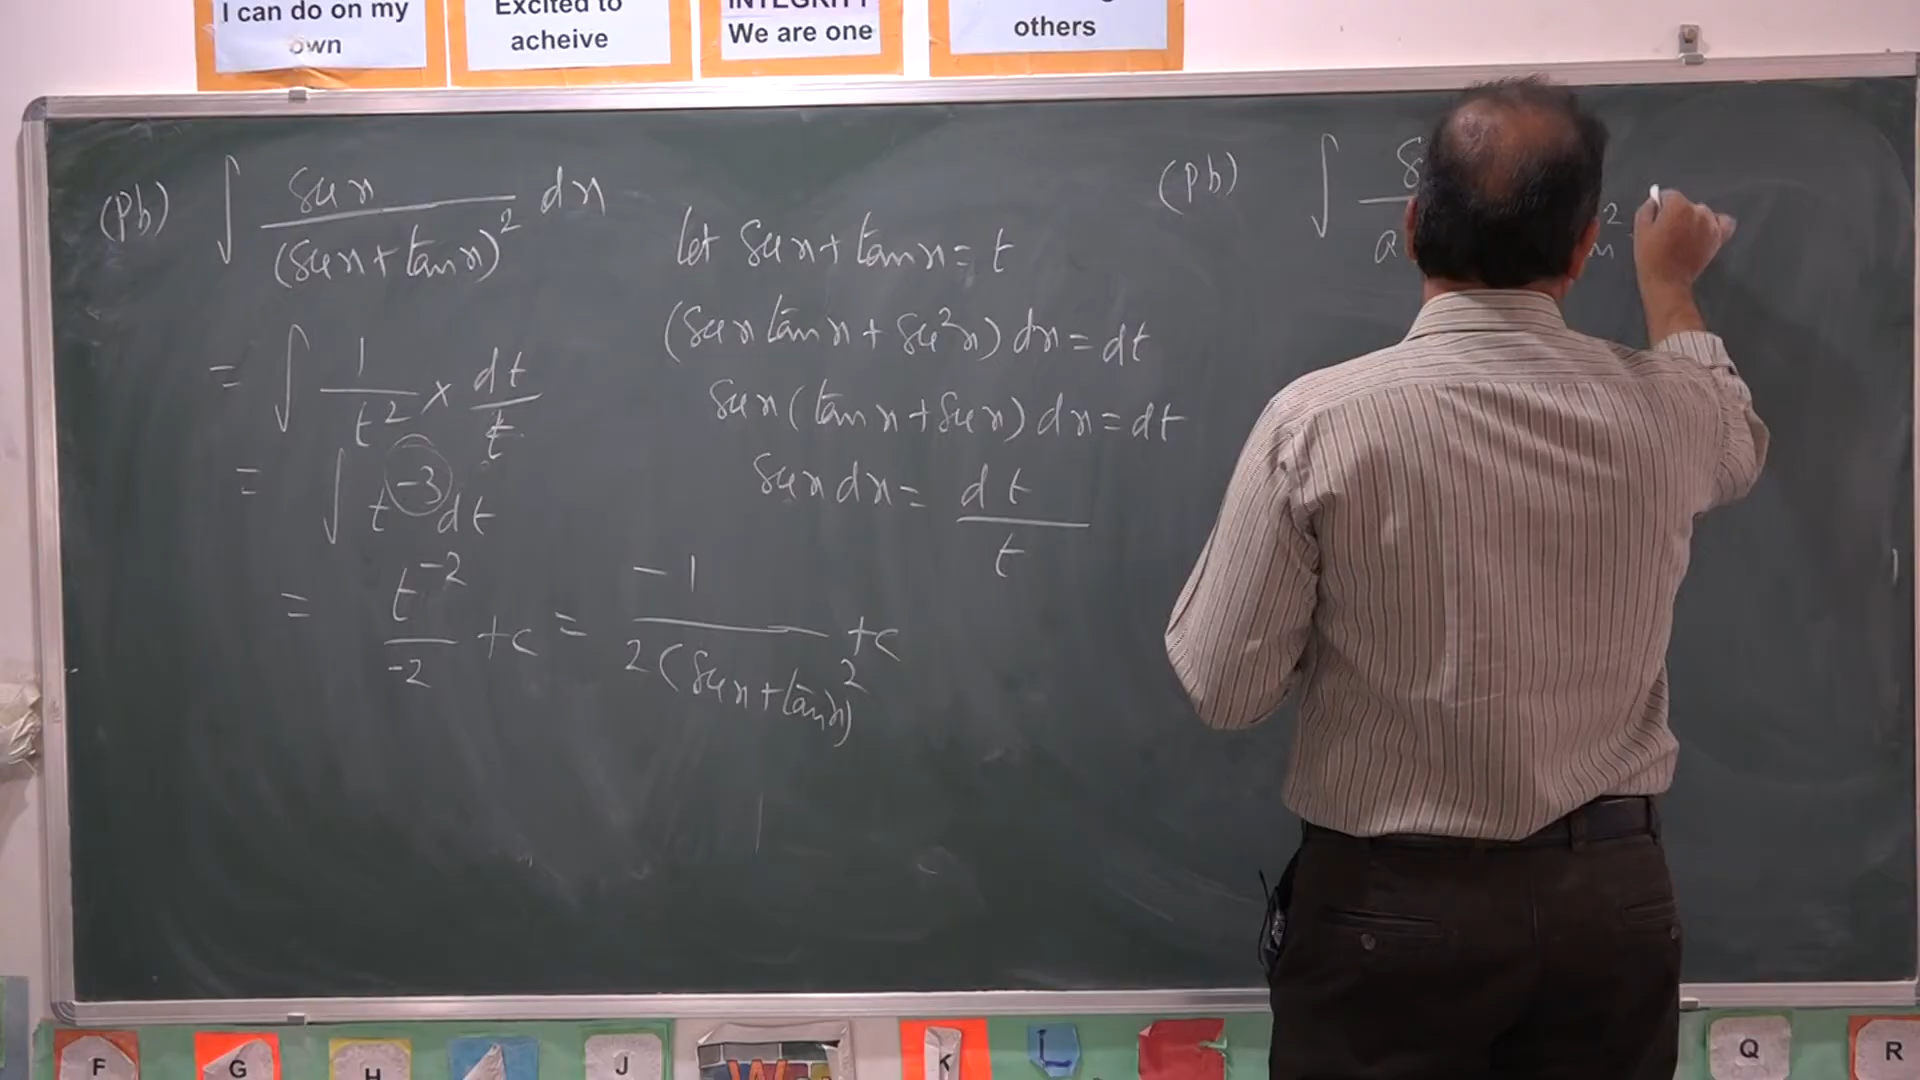 I can do on my
own
Excited to
acheive
INTEGRITY
We are one
others
(Pb) ∫ sec x / (sec x + tan x)² dx
= ∫ 1/t² × dt/t
= ∫ t⁻³ dt
= t⁻²/-2 + c = -1 / 2(sec x + tan x)² + c
let sec x + tan x = t
(sec x tan x + sec² x) dx = dt
sec x (tan x + sec x) dx = dt
sec x dx = dt/t
(Pb) ∫
F
G
H
J
K
L
Q
R